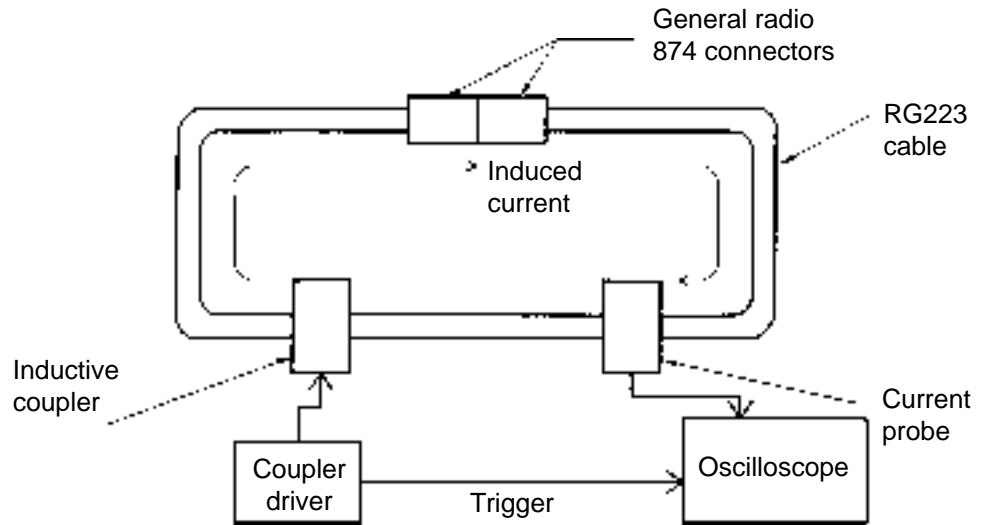 General radio
874 connectors
RG223
cable
Induced
current
Inductive
coupler
Current
probe
Coupler
driver
Oscilloscope
Trigger